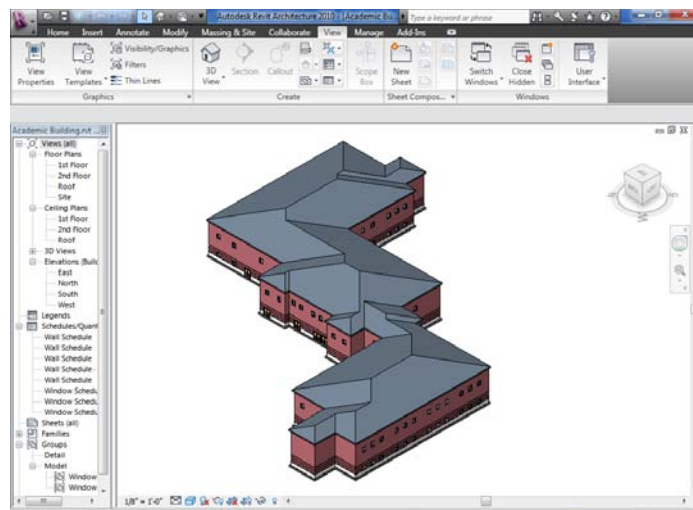 Autodesk Revit Architecture 2010 - [Academic Bu...
Type a keyword or phrase
Home Insert Annotate Modify Massing & Site Collaborate View Manage Add-Ins
View Properties
View Templates
Visibility/Graphics
Filters
Thin Lines
3D View
Section
Callout
Scope Box
New Sheet
Switch Windows
Close Hidden
User Interface
Graphics
Create
Sheet Compos...
Windows
Academic Building.rvt ...
Views (all)
Floor Plans
1st Floor
2nd Floor
Roof
Site
Ceiling Plans
1st Floor
2nd Floor
Roof
3D Views
Elevations (Build
East
North
South
West
Legends
Schedules/Quant
Wall Schedule
Wall Schedule
Wall Schedule
Wall Schedule
Wall Schedule
Window Schedu
Window Schedu
Window Schedu
Sheets (all)
Families
Groups
Detail
Model
Window
Window
1/8" = 1'-0"